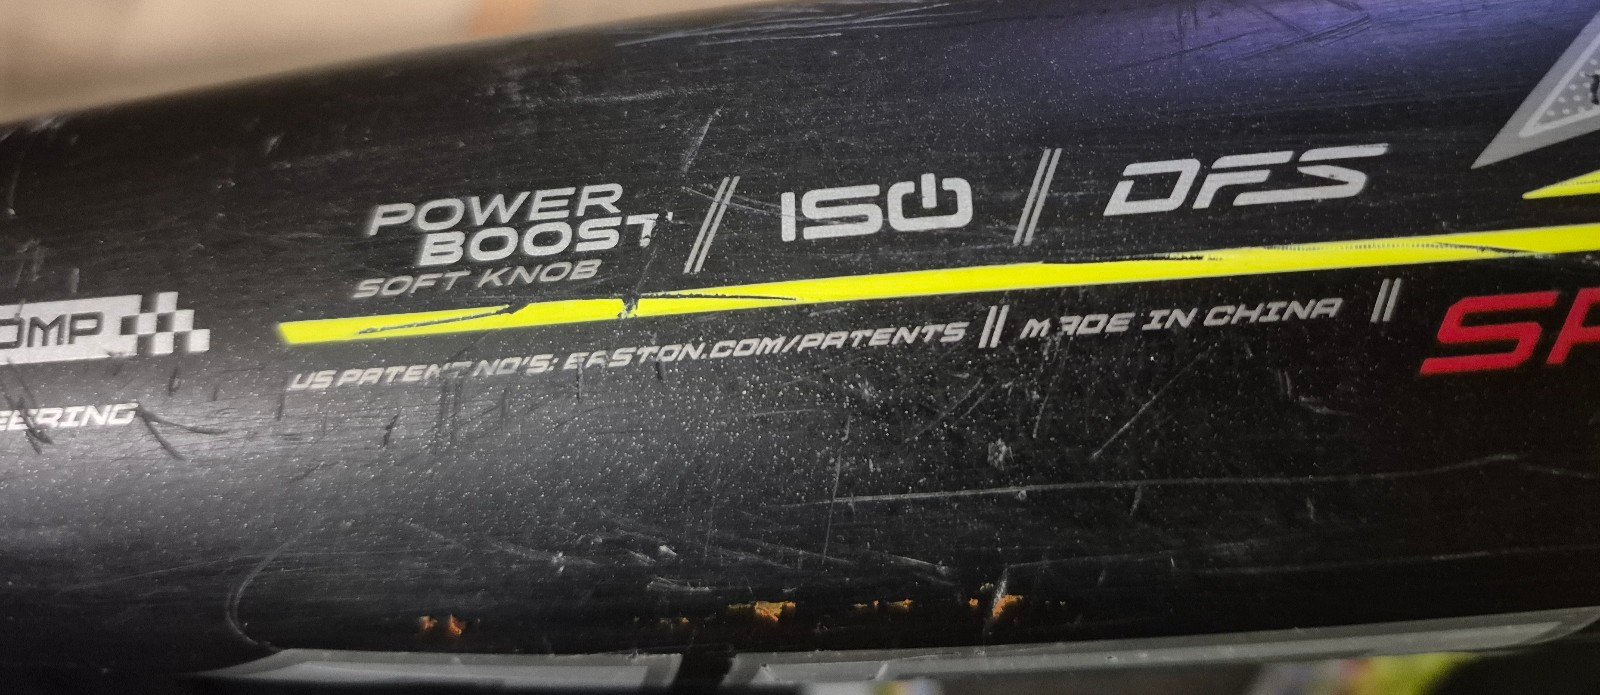 POWER
BOOST
SOFT KNOB
ISO
DFS
US PATENT NO'S: EASTON.COM/PATENTS
MADE IN CHINA